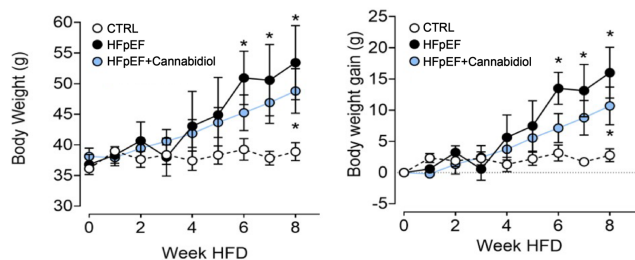 CTRL
HFpEF
HFpEF+Cannabidiol
Body Weight (g)
60
55
50
45
40
35
30
* * *
*
0 2 4 6 8
Week HFD
CTRL
HFpEF
HFpEF+Cannabidiol
Body weight gain (g)
25
20
15
10
5
0
-5
* * *
*
0 2 4 6 8
Week HFD